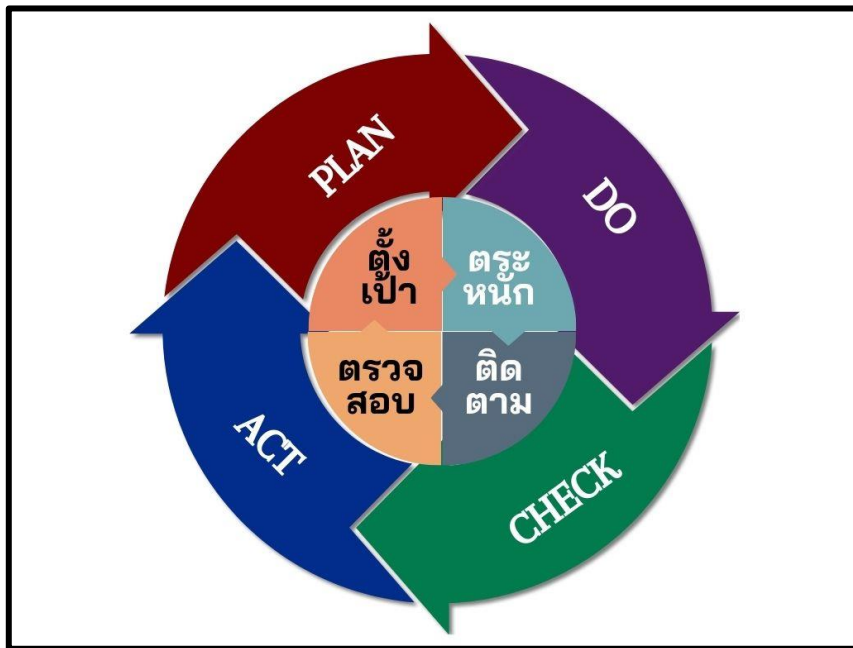 PLAN
DO
ตั้ง
เป้า
ตระ
หนัก
ตรวจ
สอบ
ติด
ตาม
ACT
CHECK